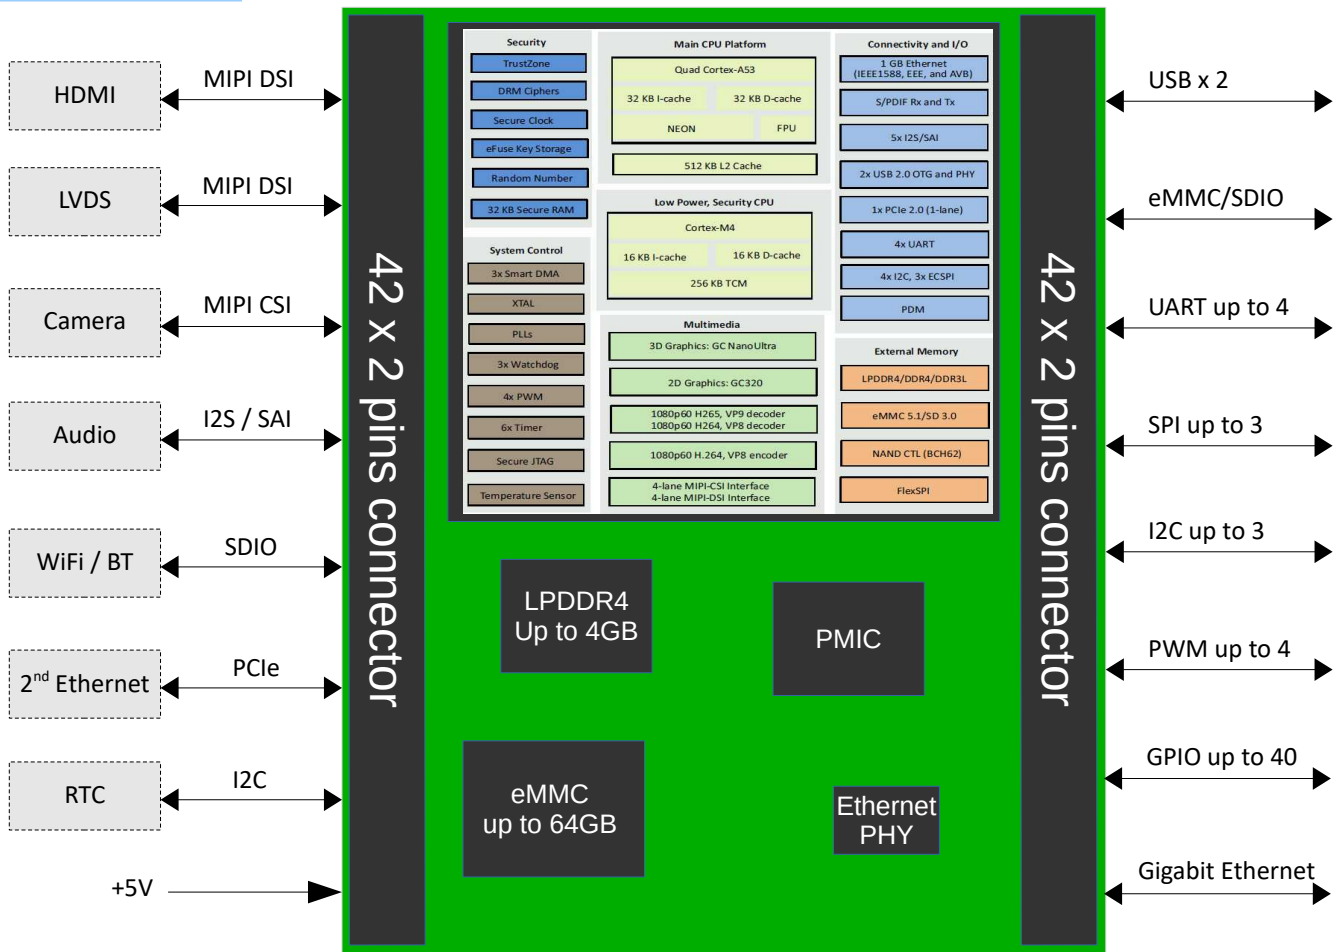 HDMI
MIPI DSI
LVDS
MIPI DSI
Camera
MIPI CSI
Audio
I2S / SAI
WiFi / BT
SDIO
2nd Ethernet
PCIe
RTC
I2C
+5V
42 x 2 pins connector
Security
TrustZone
DRM Ciphers
Secure Clock
eFuse Key Storage
Random Number
32 KB Secure RAM
System Control
3x Smart DMA
XTAL
PLLs
3x Watchdog
4x PWM
6x Timer
Secure JTAG
Temperature Sensor
Main CPU Platform
Quad Cortex-A53
32 KB I-cache
32 KB D-cache
NEON
FPU
512 KB L2 Cache
Low Power, Security CPU
Cortex-M4
16 KB I-cache
16 KB D-cache
256 KB TCM
Multimedia
3D Graphics: GC NanoUltra
2D Graphics: GC320
1080p60 H265, VP9 decoder
1080p60 H264, VP8 decoder
1080p60 H.264, VP8 encoder
4-lane MIPI-CSI Interface
4-lane MIPI-DSI Interface
Connectivity and I/O
1 GB Ethernet
(IEEE1588, EEE, and AVB)
S/PDIF Rx and Tx
5x I2S/SAI
2x USB 2.0 OTG and PHY
1x PCIe 2.0 (1-lane)
4x UART
4x I2C, 3x ECSPI
PDM
External Memory
LPDDR4/DDR4/DDR3L
eMMC 5.1/SD 3.0
NAND CTL (BCH62)
FlexSPI
LPDDR4
Up to 4GB
PMIC
eMMC
up to 64GB
Ethernet
PHY
42 x 2 pins connector
USB x 2
eMMC/SDIO
UART up to 4
SPI up to 3
I2C up to 3
PWM up to 4
GPIO up to 40
Gigabit Ethernet